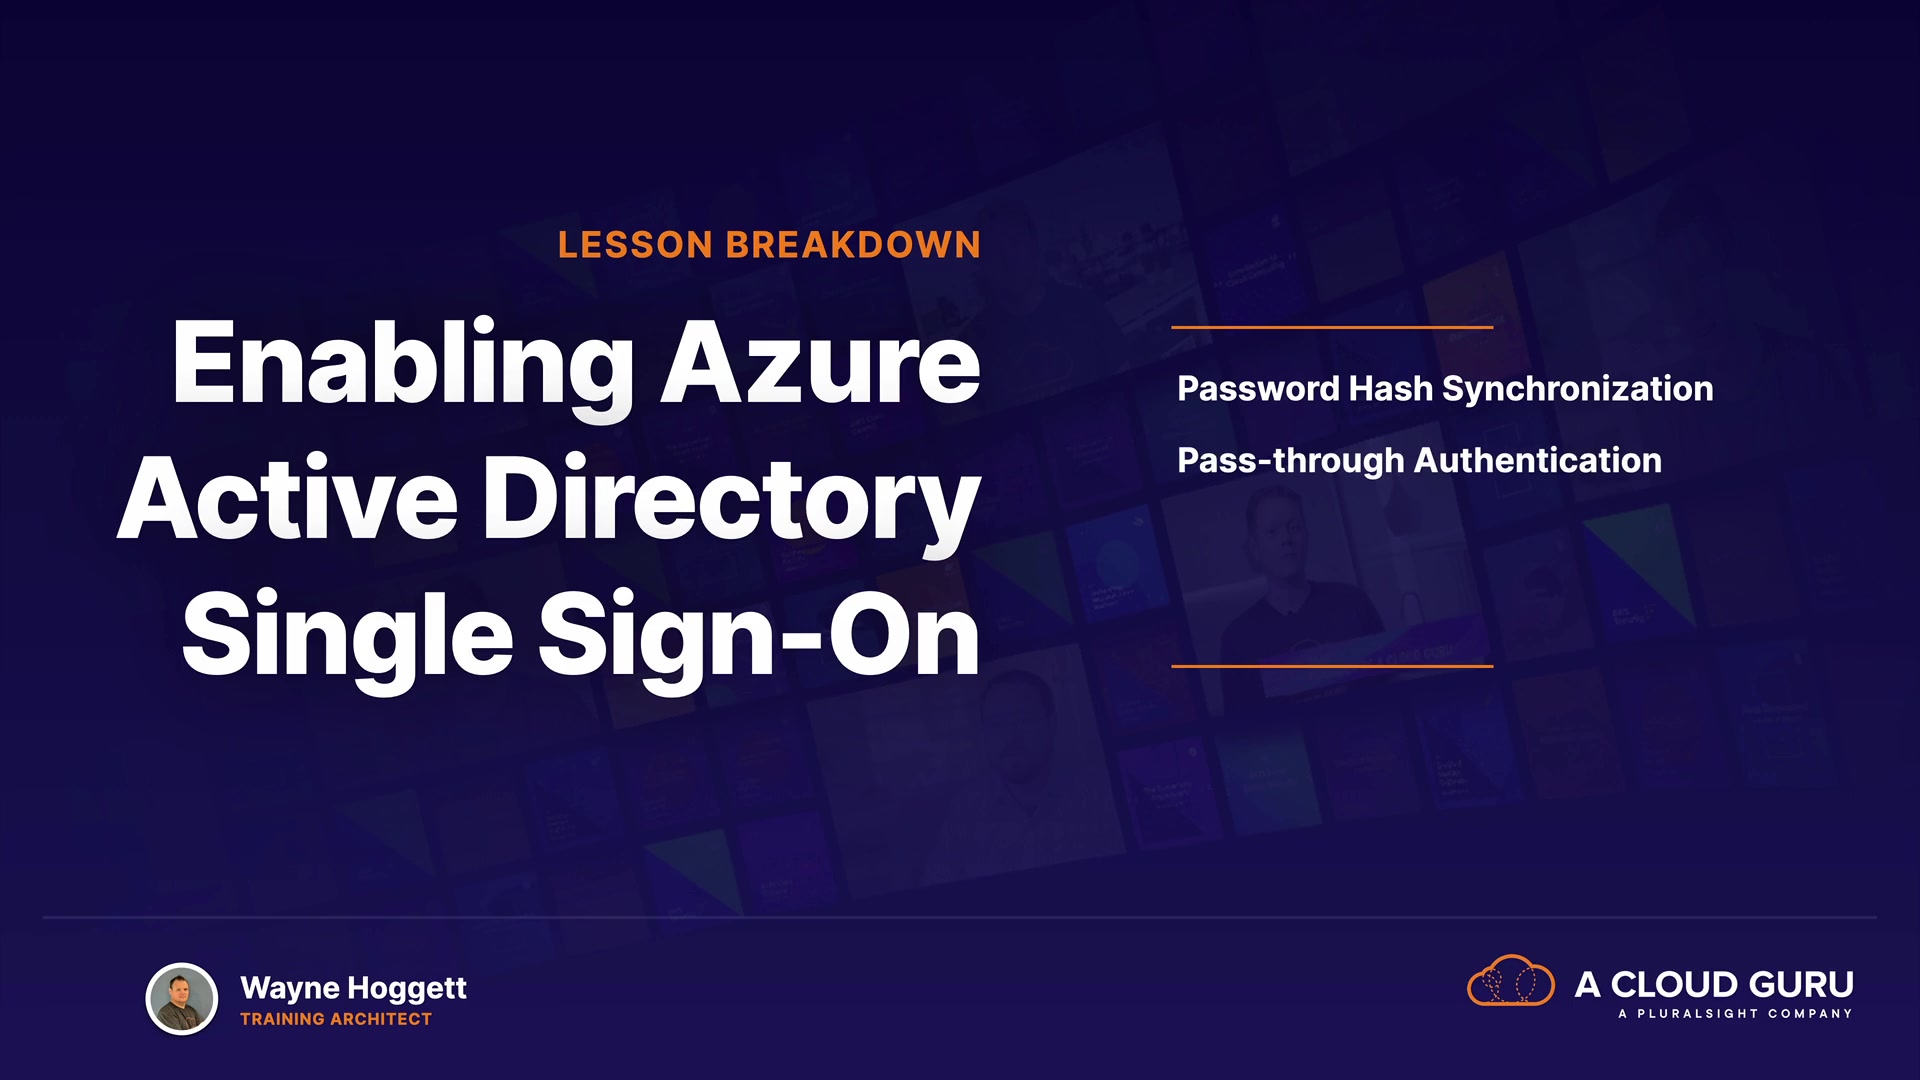 LESSON BREAKDOWN
Enabling Azure
Active Directory
Single Sign-On
Password Hash Synchronization
Pass-through Authentication
Wayne Hoggett
TRAINING ARCHITECT
A CLOUD GURU
A PLURALSIGHT COMPANY